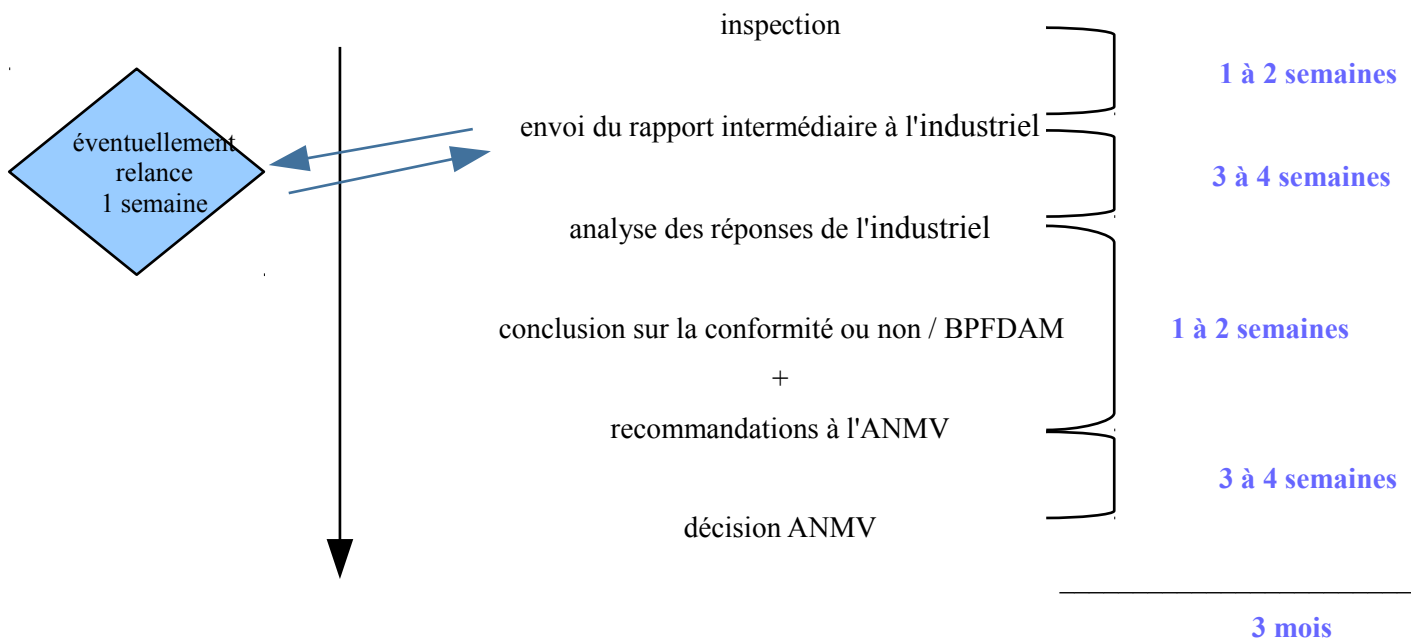 inspection
1 à 2 semaines
envoi du rapport intermédiaire à l'industriel
éventuellement
relance
1 semaine
3 à 4 semaines
analyse des réponses de l'industriel
conclusion sur la conformité ou non / BPFDAM
1 à 2 semaines
+
recommandations à l'ANMV
3 à 4 semaines
décision ANMV
3 mois